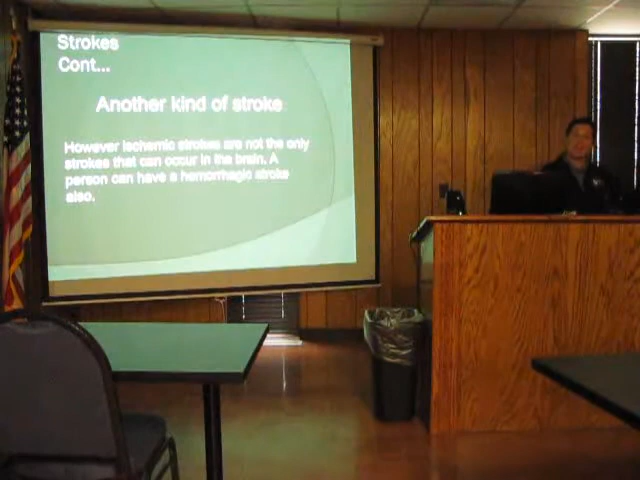 Strokes
Cont...
Another kind of stroke
However ischemic strokes are not the only
strokes that can occur in the brain. A
person can have a hemorrhagic stroke
also.